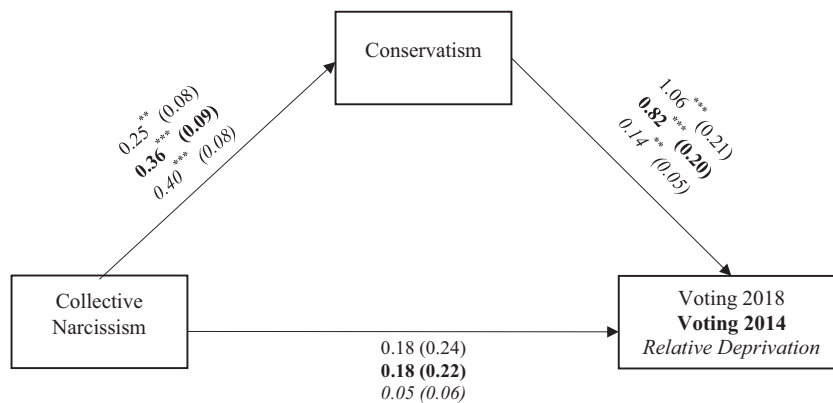 Conservatism
0.25** (0.08)
0.36*** (0.09)
0.40*** (0.08)
1.06*** (0.21)
0.82*** (0.20)
0.14** (0.05)
Collective
Narcissism
Voting 2018
Voting 2014
Relative Deprivation
0.18 (0.24)
0.18 (0.22)
0.05 (0.06)